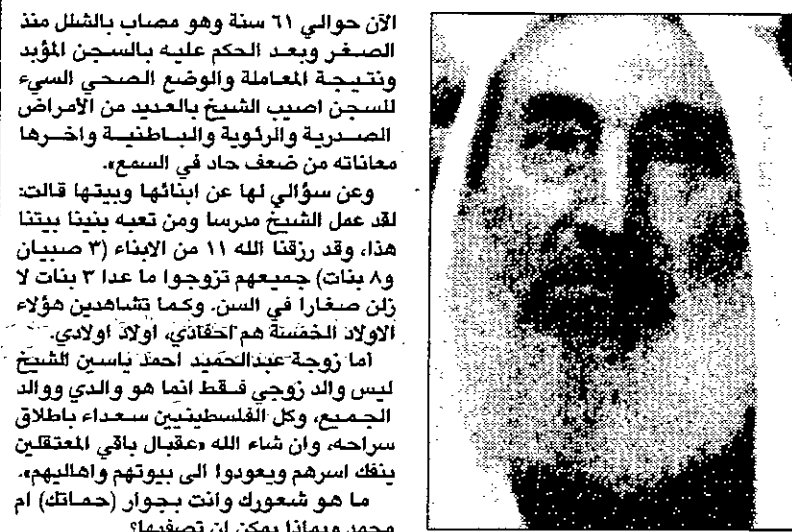 الآن حوالي ٦١ سنة وهو مصاب بالشلل منذ
الصغر وبعد الحكم عليه بالسجن المؤبد
ونتيجة المعاملة والوضع الصحي السيء
للسجن اصيب الشيخ بالعديد من الأمراض
الصدرية والرئوية والباطنية واخرها
معاناته من ضعف حاد في السمع».
وعن سؤالي لها عن ابنائها وبيتها قالت:
لقد عمل الشيخ مدرسا ومن تعبه بنينا بيتنا
هذا، وقد رزقنا الله ١١ من الابناء (٣ صبيان
و٨ بنات) جميعهم تزوجوا ما عدا ٣ بنات لا
زلن صغارا في السن. وكما تشاهدين هؤلاء
الاولاد الخمسة هم احفادي، اولاد اولادي.
أما زوجة عبدالحميد احمد ياسين الشيخ
ليس والد زوجي فقط انما هو والدي ووالد
الجميع، وكل الفلسطينيين سعداء باطلاق
سراحه، وان شاء الله «عقبال باقي المعتقلين
ينفك اسرهم ويعودوا الى بيوتهم واهاليهم».
ما هو شعورك وانت بجوار (حماتك) ام
محمد وبماذا يمكن ان تصفيها؟